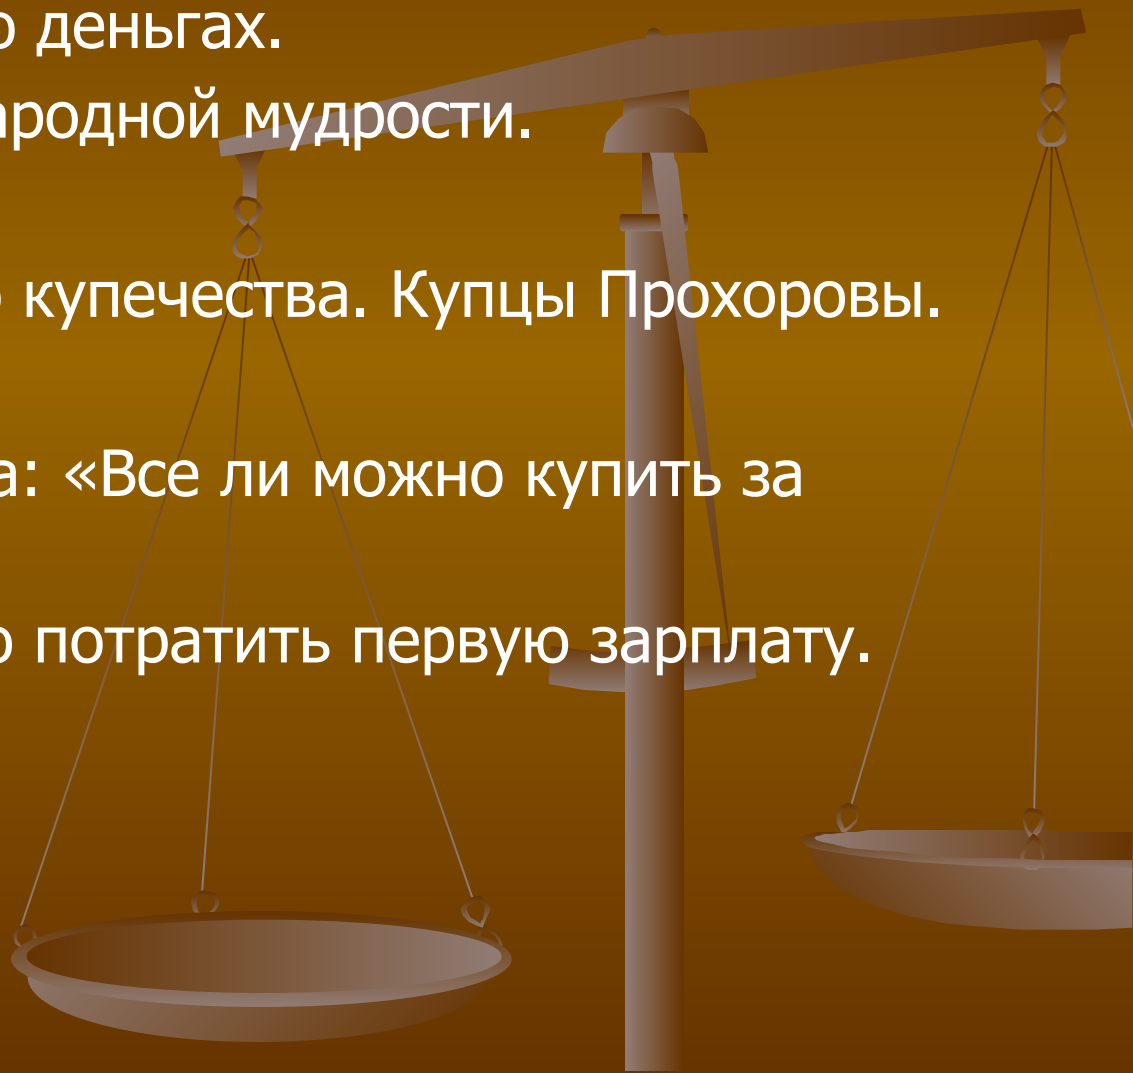 о деньгах.
ародной мудрости.
купечества. Купцы Прохоровы.
а: «Все ли можно купить за
о потратить первую зарплату.